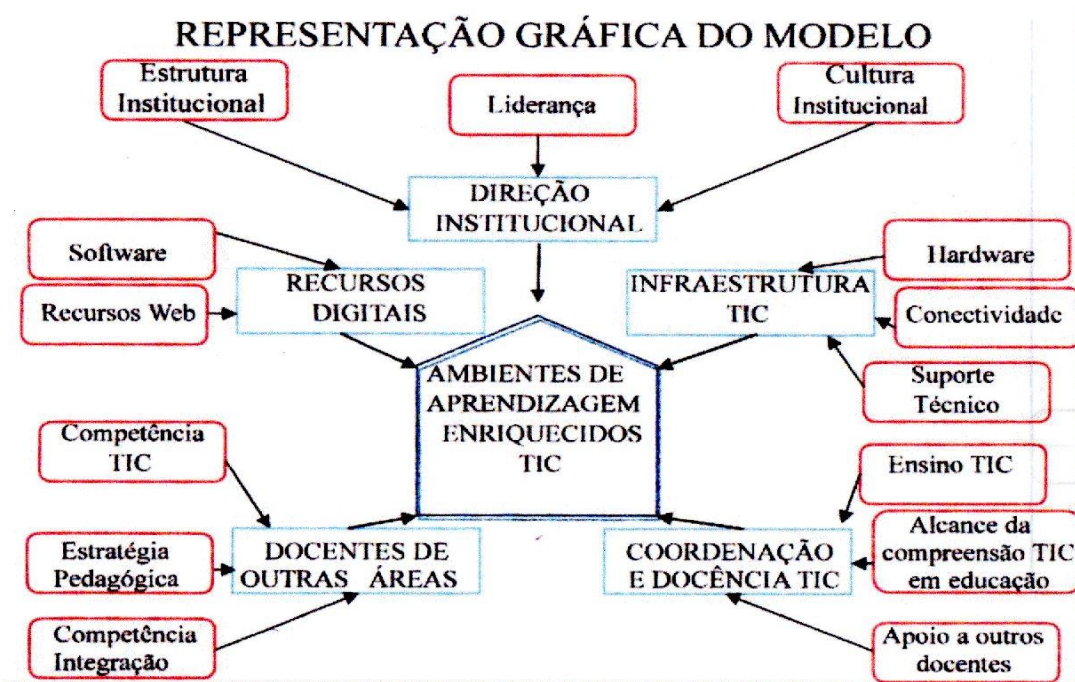 REPRESENTAÇÃO GRÁFICA DO MODELO
Estrutura
Institucional
Liderança
Cultura
Institucional
DIREÇÃO
INSTITUCIONAL
Software
Recursos Web
RECURSOS
DIGITAIS
INFRAESTRUTURA
TIC
Hardware
Conectividade
Suporte
Técnico
AMBIENTES DE
APRENDIZAGEM
ENRIQUECIDOS
TIC
Competência
TIC
Estratégia
Pedagógica
Competência
Integração
DOCENTES DE
OUTRAS ÁREAS
COORDENAÇÃO
E DOCÊNCIA TIC
Ensino TIC
Alcance da
compreensão TIC
em educação
Apoio a outros
docentes